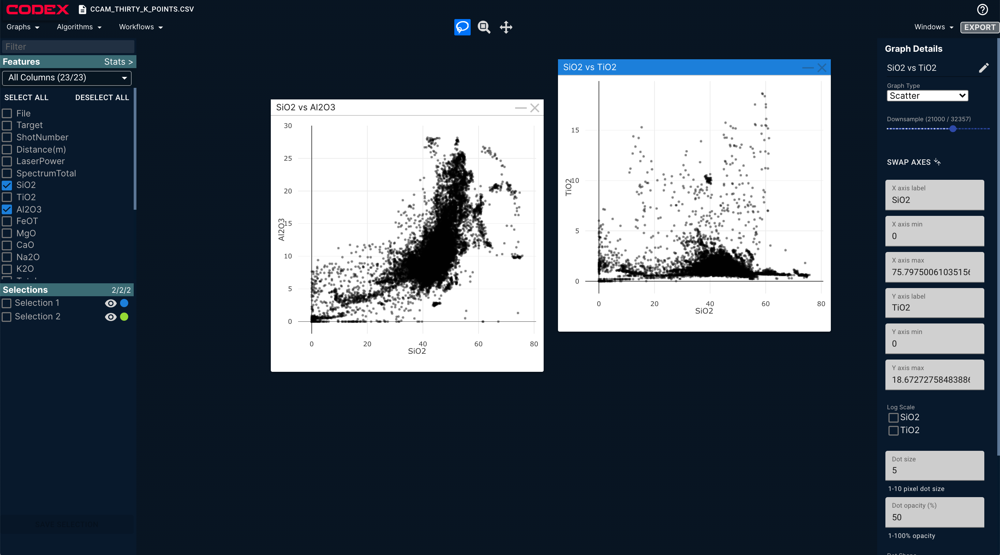 CODEX
CCAM_THIRTY_K_POINTS.CSV
Graphs
Algorithms
Workflows
Windows
EXPORT
Filter
Features
Stats >
All Columns (23/23)
SELECT ALL
DESELECT ALL
File
Target
ShotNumber
Distance(m)
LaserPower
SpectrumTotal
SiO2
TiO2
Al2O3
FeOT
MgO
CaO
Na2O
K2O
Selections
2/2/2
Selection 1
Selection 2
SAVE SELECTION
SiO2 vs Al2O3
30
25
20
15
10
5
0
Al2O3
0
20
40
60
80
SiO2
SiO2 vs TiO2
15
10
5
0
TiO2
0
20
40
60
80
SiO2
Graph Details
SiO2 vs TiO2
Graph Type
Scatter
Downsample (21000 / 32357)
SWAP AXES
X axis label
SiO2
X axis min
0
X axis max
75.7975006103515
Y axis label
TiO2
Y axis min
0
Y axis max
18.672727584838
Log Scale
SiO2
TiO2
Dot size
5
1-10 pixel dot size
Dot opacity (%)
50
1-100% opacity